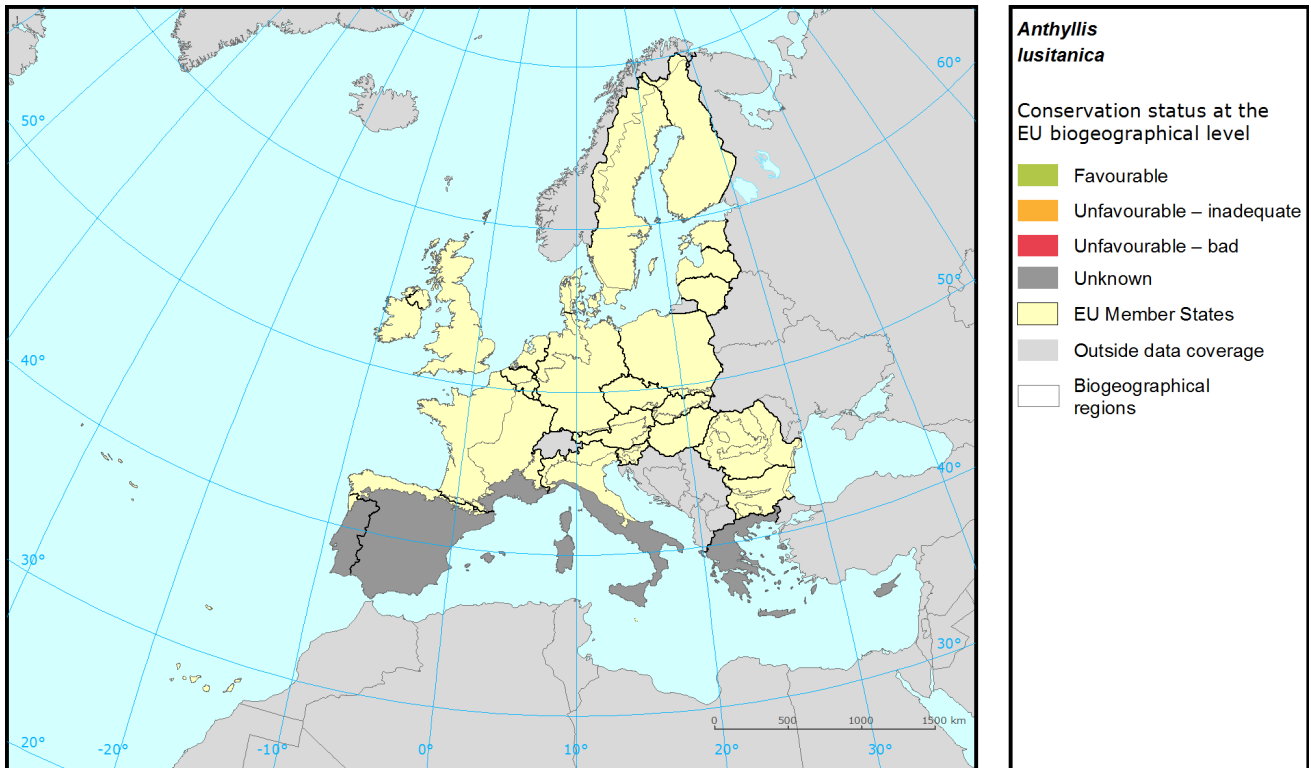 60°
50°
50°
40°
40°
30°
30°
0 500 1000 1500 km
20° -20° -10° 0° 10° 20° 30°
Anthyllis
lusitanica
Conservation status at the
EU biogeographical level
Favourable
Unfavourable – inadequate
Unfavourable – bad
Unknown
EU Member States
Outside data coverage
Biogeographical
regions